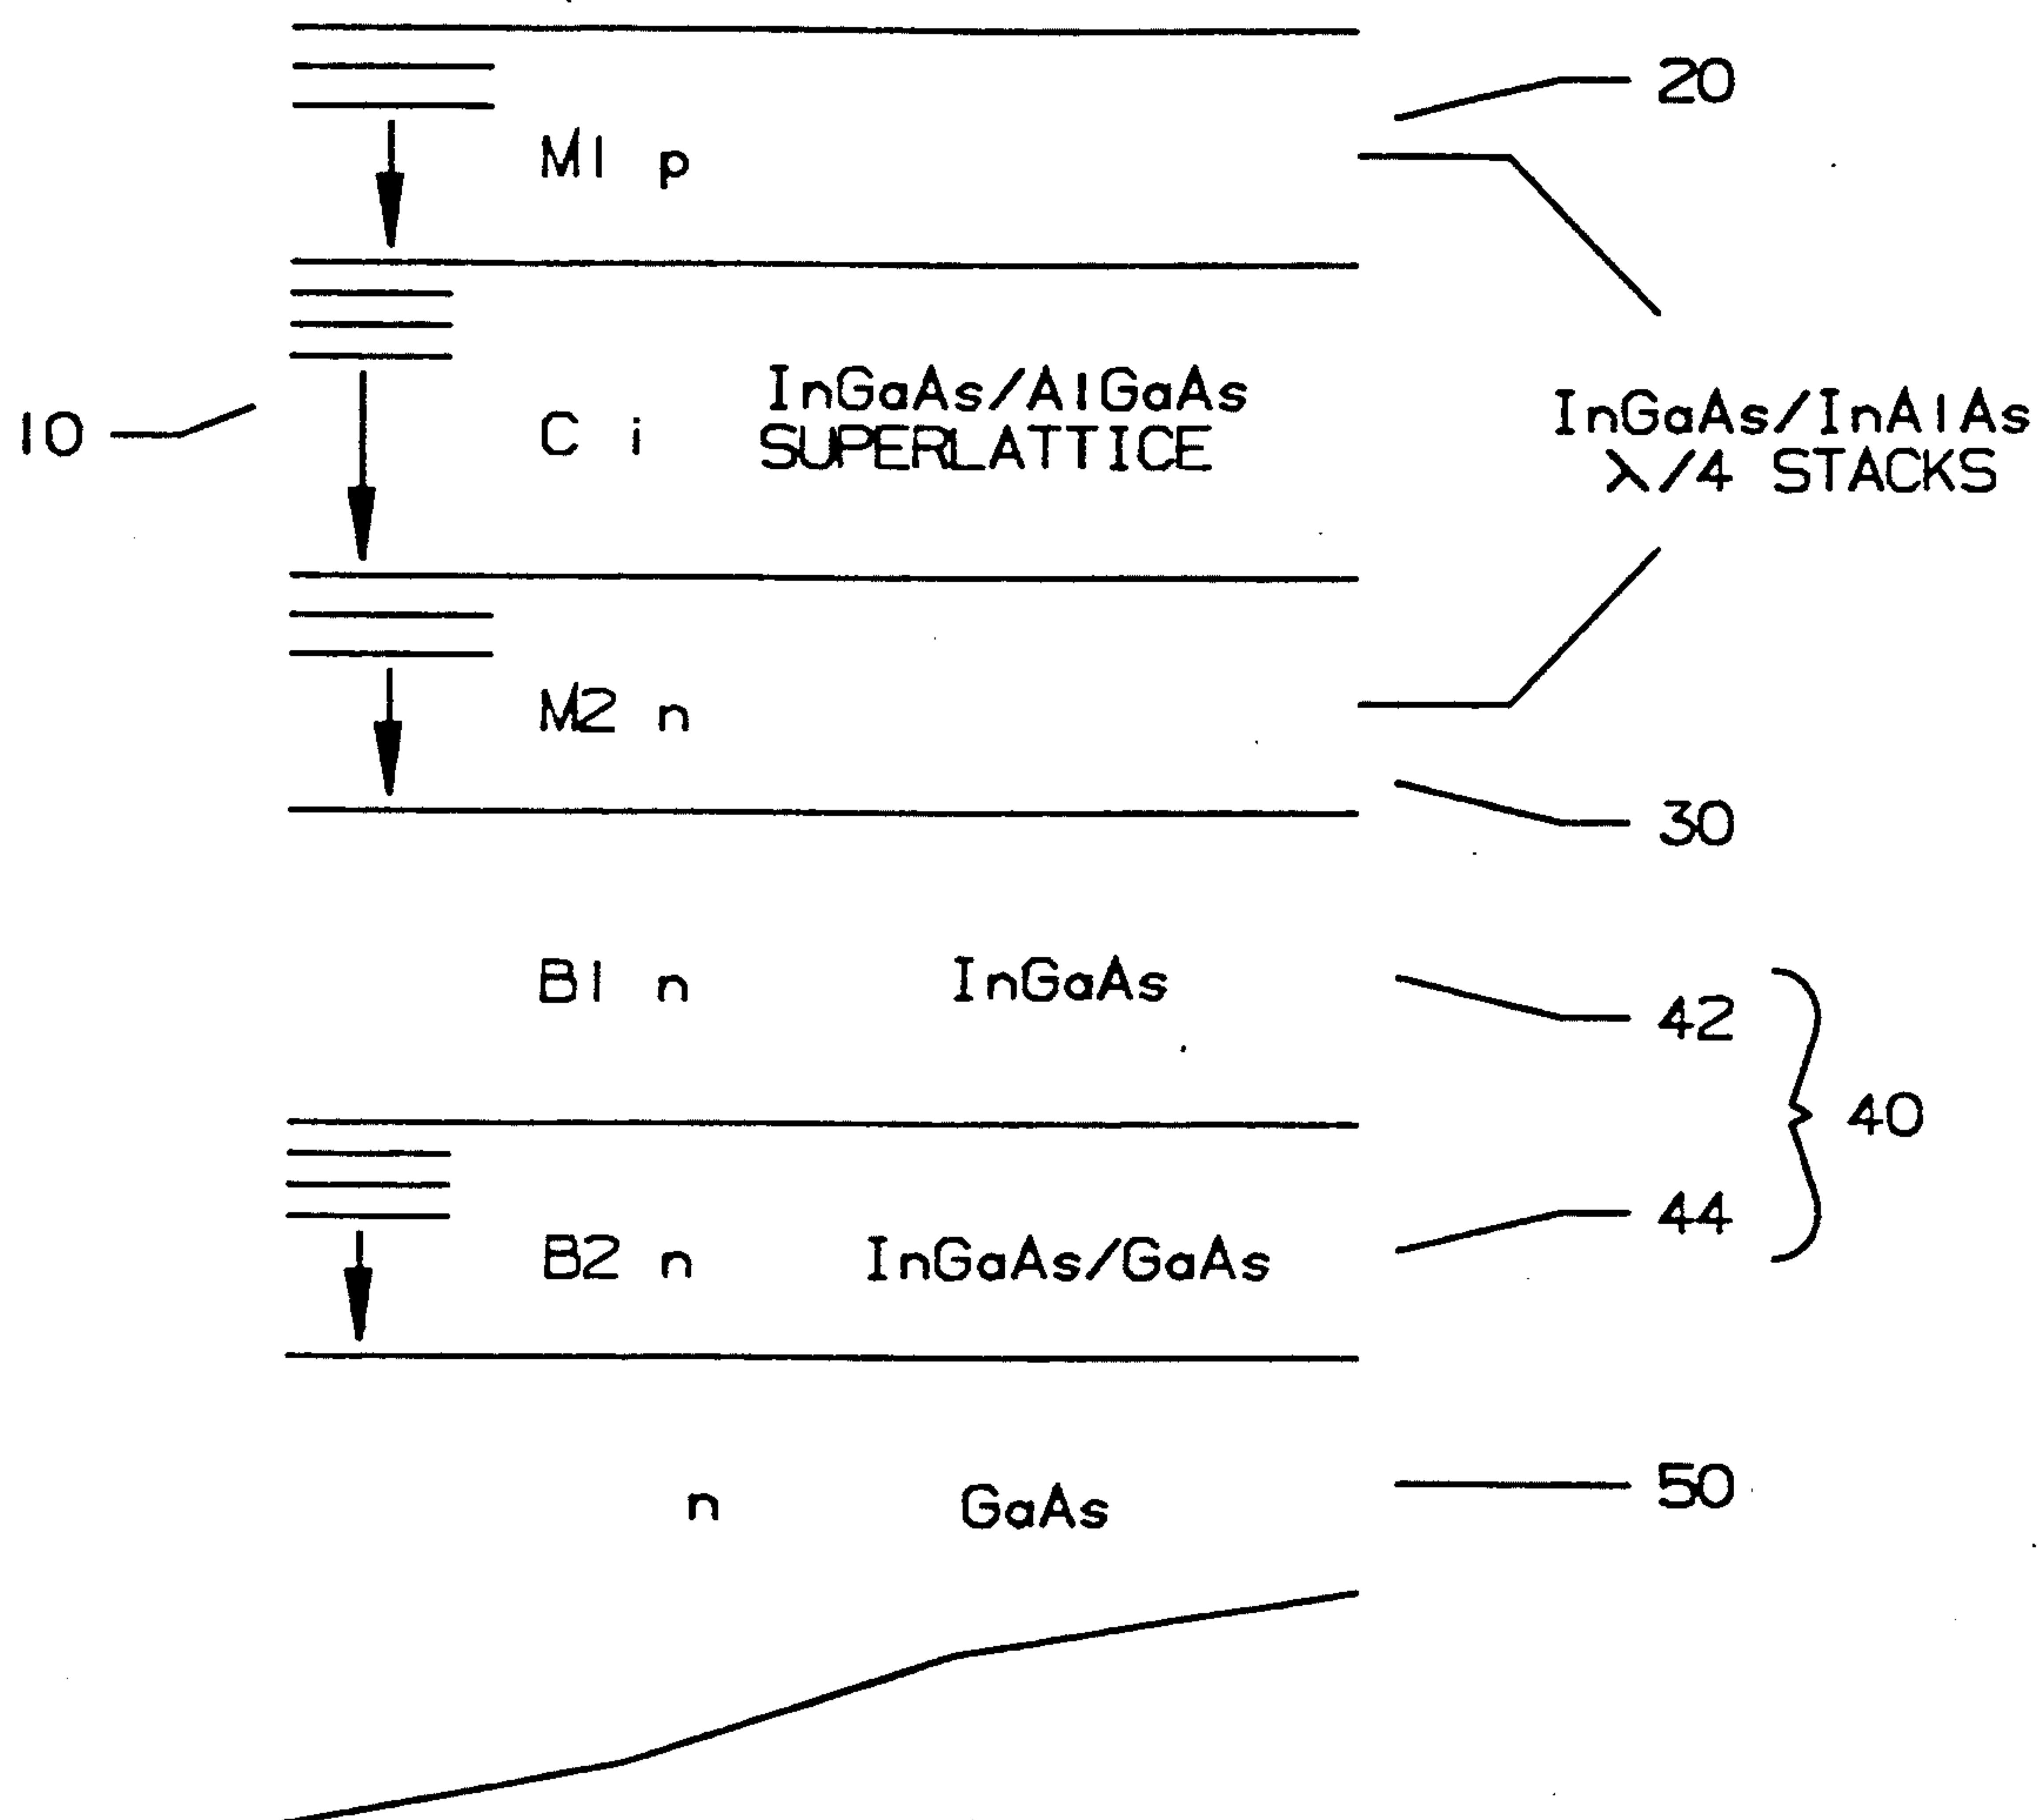 20
M1 p
InGaAs/AlGaAs
SUPERLATTICE
10
C i
InGaAs/InAlAs
λ/4 STACKS
M2 n
30
B1 n
InGaAs
42
40
44
B2 n
InGaAs/GaAs
n
GaAs
50